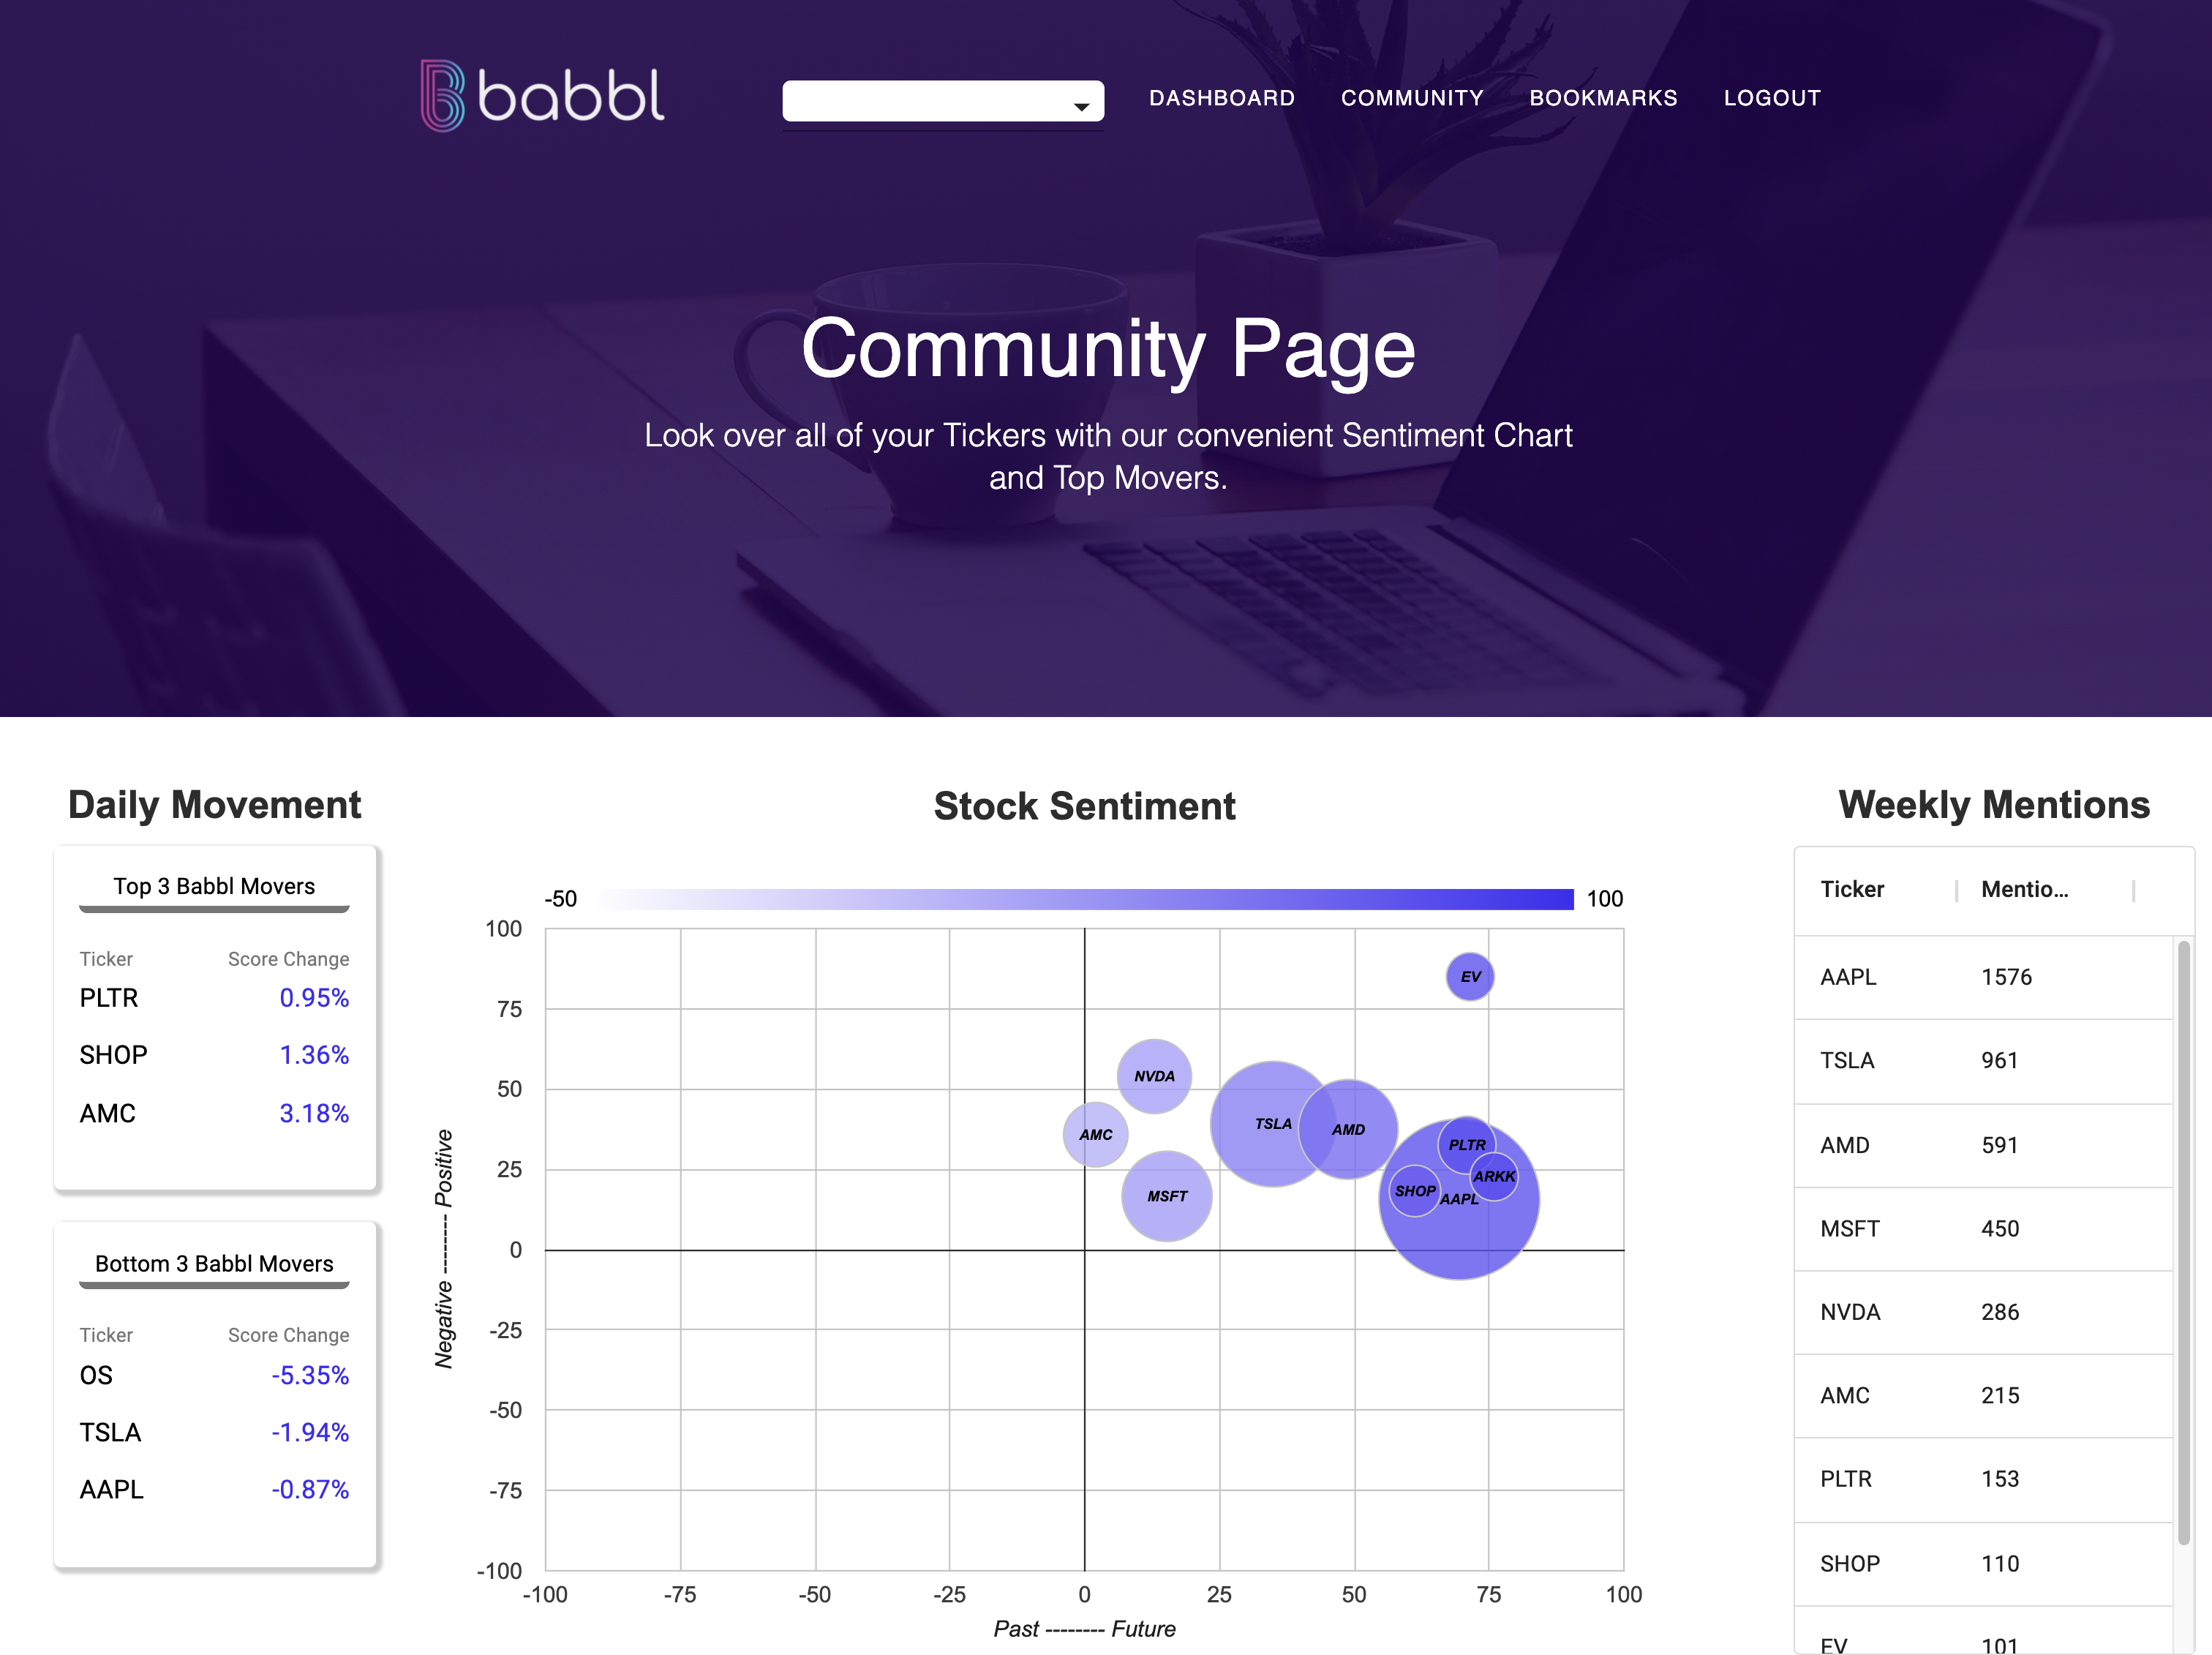 babbl
DASHBOARD COMMUNITY BOOKMARKS LOGOUT
Community Page
Look over all of your Tickers with our convenient Sentiment Chart
and Top Movers.
Daily Movement
Top 3 Babbl Movers
Ticker Score Change
PLTR 0.95%
SHOP 1.36%
AMC 3.18%
Bottom 3 Babbl Movers
Ticker Score Change
OS -5.35%
TSLA -1.94%
AAPL -0.87%
Stock Sentiment
-50 100
100
75
50
25
0
-25
-50
-75
-100
Negative --------- Positive
EV
NVDA
AMC
TSLA
AMD
MSFT
PLTR
ARKK
SHOP
AAPL
-100 -75 -50 -25 0 25 50 75 100
Past -------- Future
Weekly Mentions
Ticker Mentio...
AAPL 1576
TSLA 961
AMD 591
MSFT 450
NVDA 286
AMC 215
PLTR 153
SHOP 110
EV 101